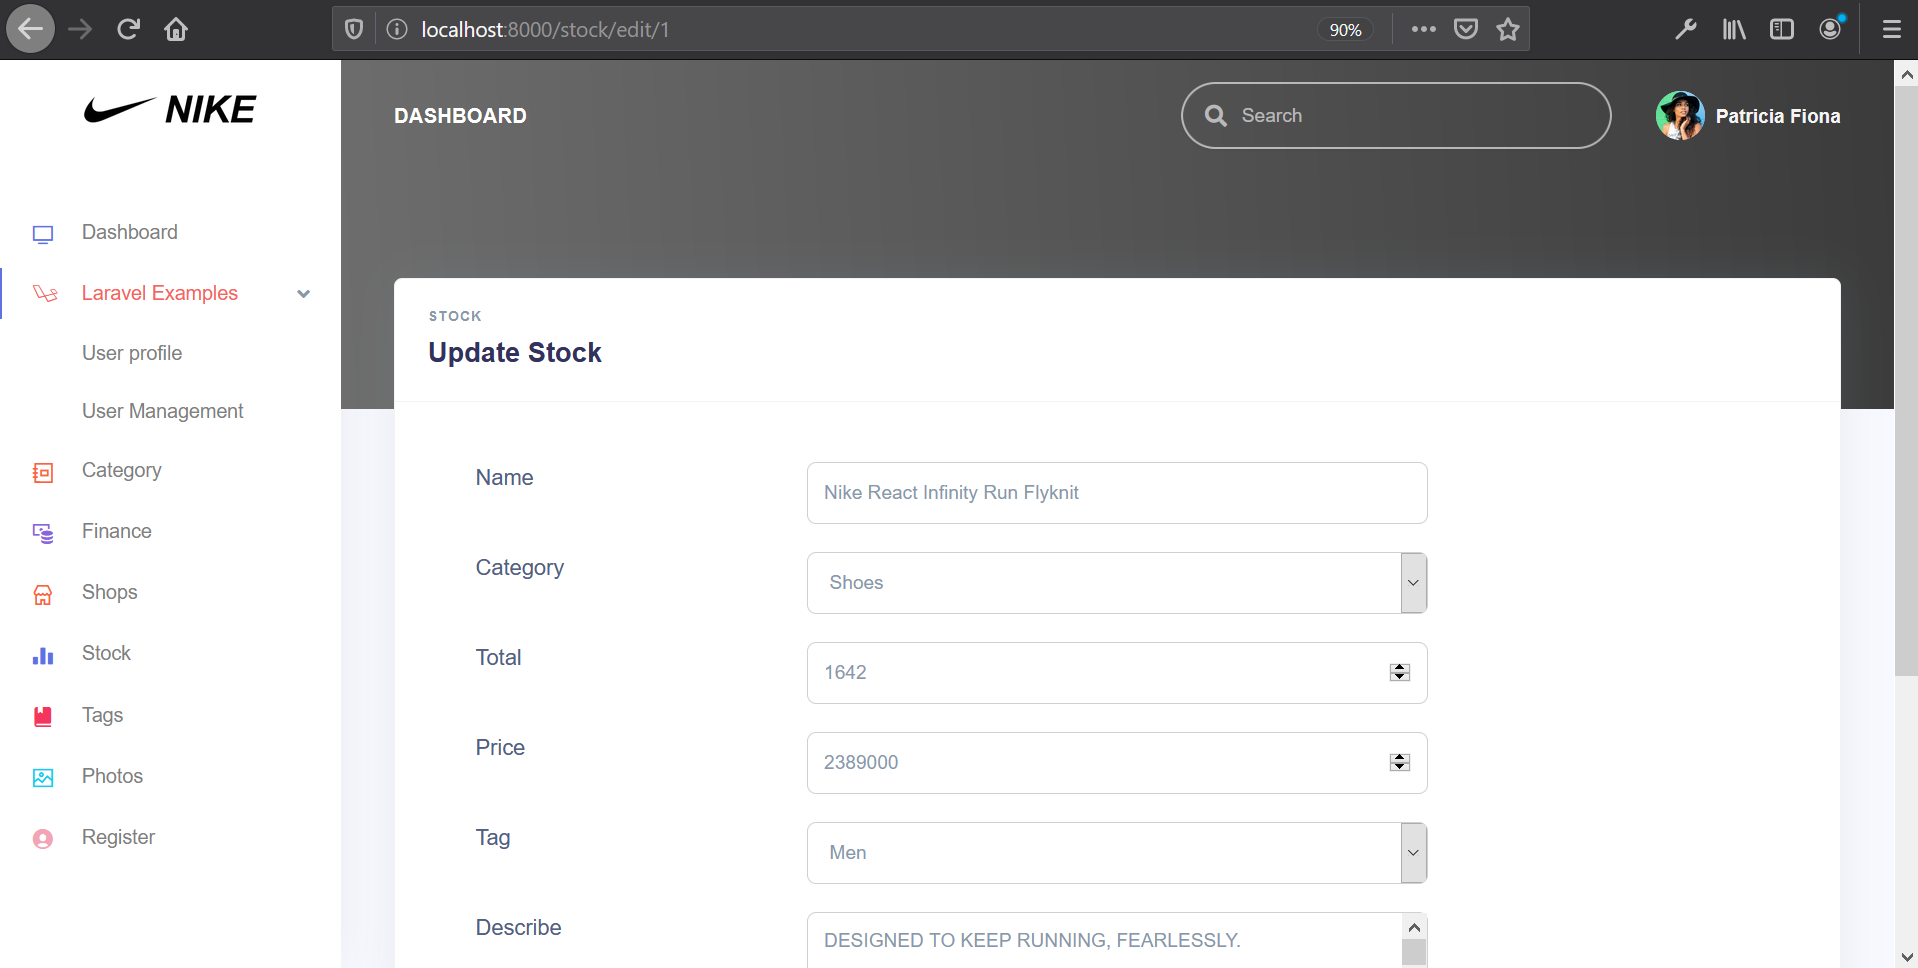 localhost:8000/stock/edit/1
90%
NIKE
DASHBOARD
Search
Patricia Fiona
Dashboard
Laravel Examples
User profile
User Management
Category
Finance
Shops
Stock
Tags
Photos
Register
STOCK
Update Stock
Name
Nike React Infinity Run Flyknit
Category
Shoes
Total
1642
Price
2389000
Tag
Men
Describe
DESIGNED TO KEEP RUNNING, FEARLESSLY.